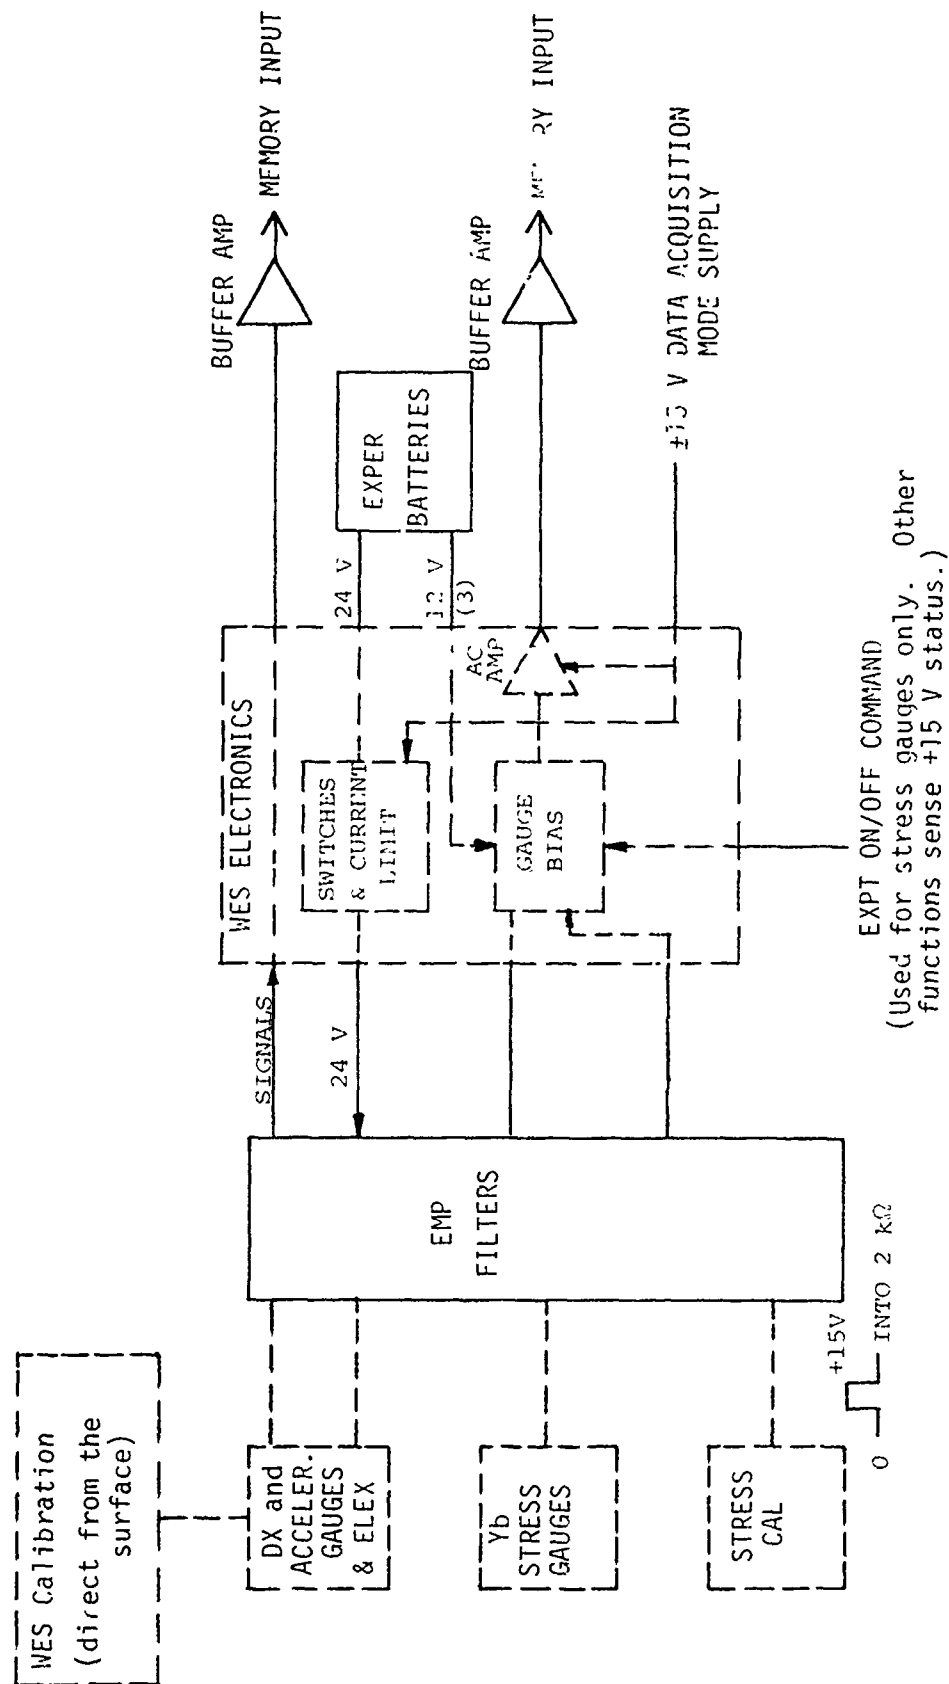 WES Calibration
(direct from the
surface)
DX and
ACCELER.
GAUGES
& ELEX
Yb
STRESS
GAUGES
STRESS
CAL
0
+15V
INTO 2 kΩ
EMP
FILTERS
SIGNALS
24 V
WES ELECTRONICS
SWITCHES
& CURRENT
LIMIT
GAUGE
BIAS
AC
AMP
24 V
12 V
(3)
EXPER
BATTERIES
BUFFER AMP
MEMORY INPUT
BUFFER AMP
INPUT
V DATA ACQUISITION
MODE SUPPLY
EXPT ON/OFF COMMAND
(Used for stress gauges only. Other
functions sense +15 V status.)